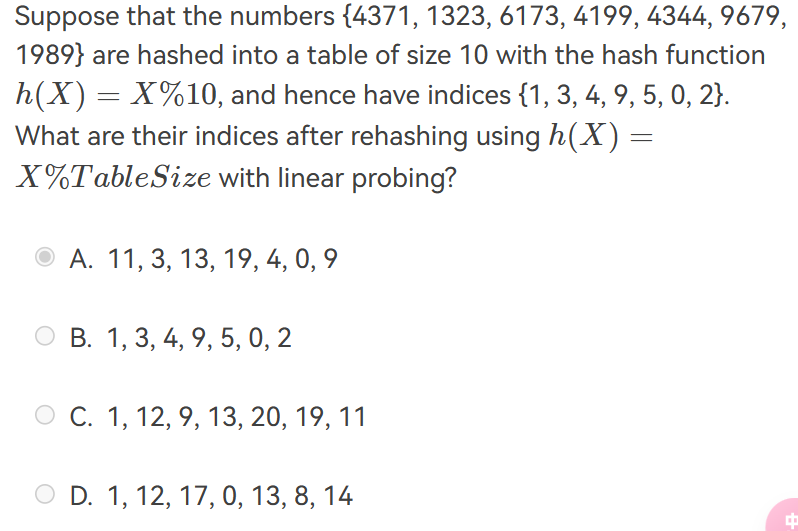 Suppose that the numbers {4371, 1323, 6173, 4199, 4344, 9679,
1989} are hashed into a table of size 10 with the hash function
h(X) = X%10, and hence have indices {1, 3, 4, 9, 5, 0, 2}.
What are their indices after rehashing using h(X) =
X%TableSize with linear probing?
A. 11, 3, 13, 19, 4, 0, 9
B. 1, 3, 4, 9, 5, 0, 2
C. 1, 12, 9, 13, 20, 19, 11
D. 1, 12, 17, 0, 13, 8, 14
中